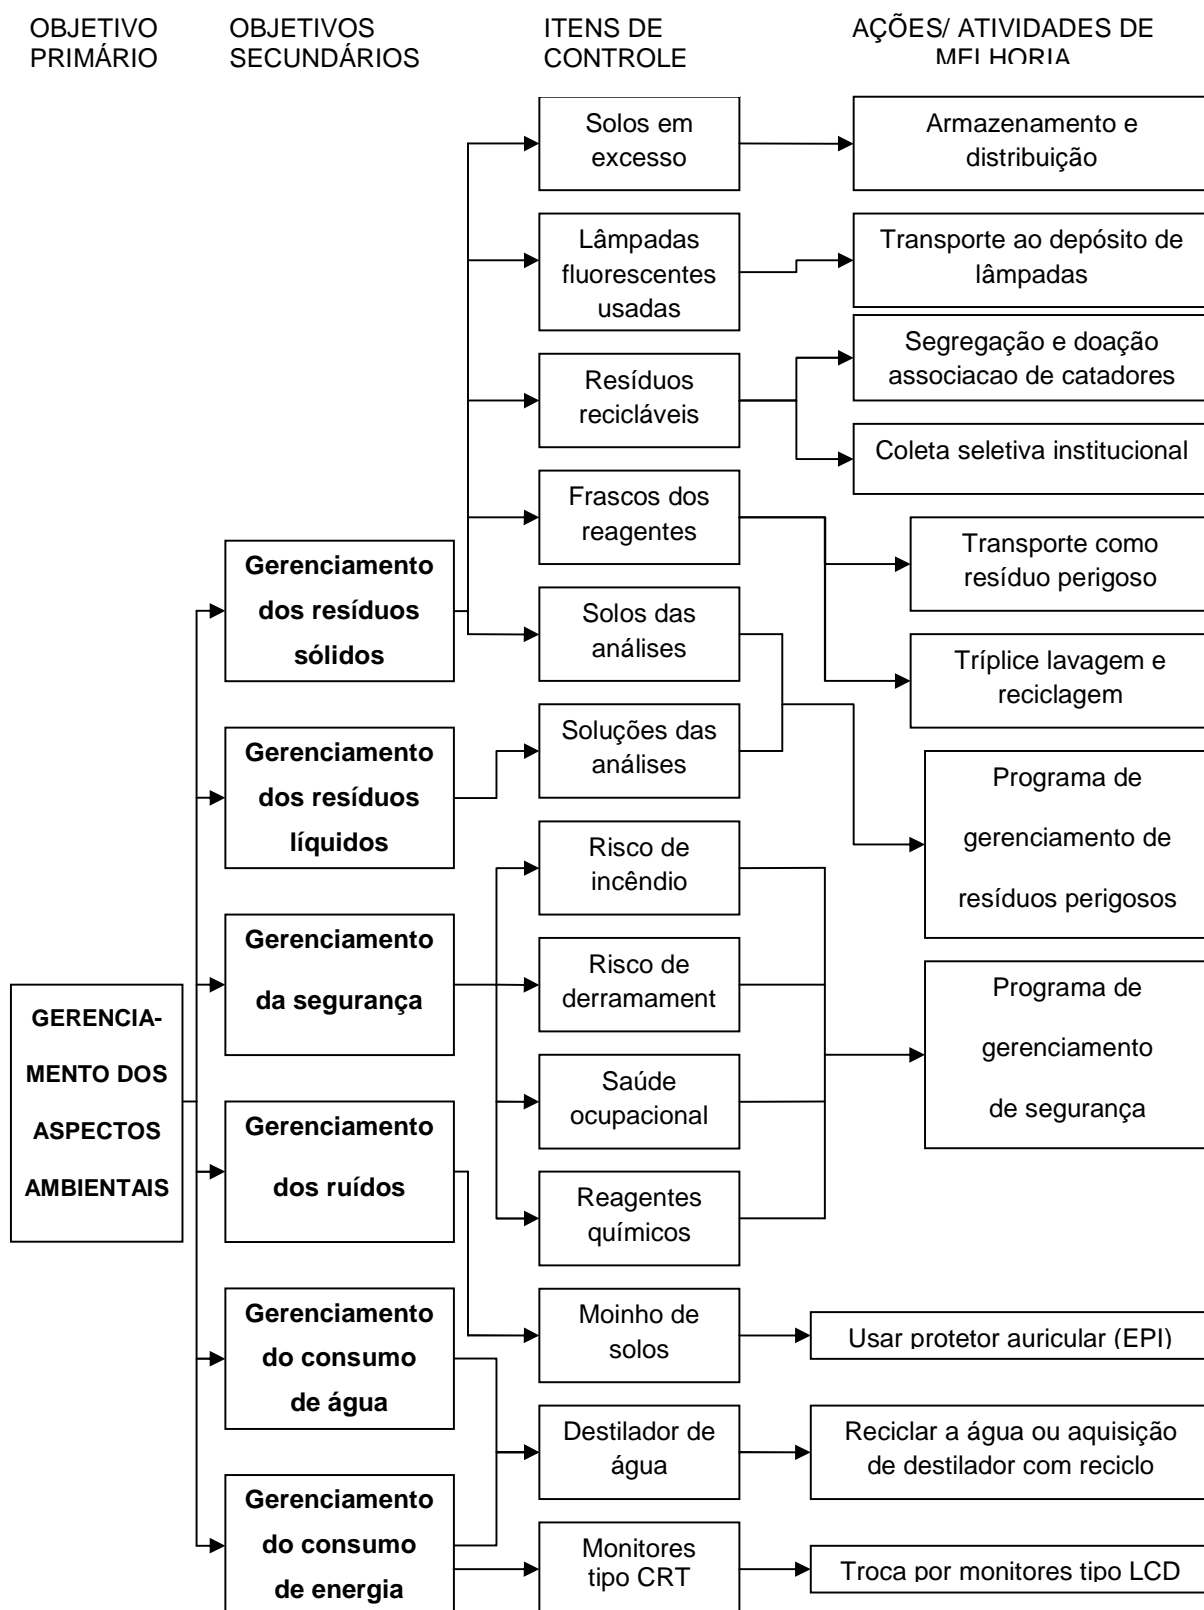 OBJETIVO
PRIMÁRIO
OBJETIVOS
SECUNDÁRIOS
ITENS DE
CONTROLE
AÇÕES/ ATIVIDADES DE
MELHORIA
GERENCIA-
MENTO DOS
ASPECTOS
AMBIENTAIS
Gerenciamento
dos resíduos
sólidos
Gerenciamento
dos resíduos
líquidos
Gerenciamento
da segurança
Gerenciamento
dos ruídos
Gerenciamento
do consumo
de água
Gerenciamento
do consumo
de energia
Solos em
excesso
Lâmpadas
fluorescentes
usadas
Resíduos
recicláveis
Frascos dos
reagentes
Solos das
análises
Soluções das
análises
Risco de
incêndio
Risco de
derramament
Saúde
ocupacional
Reagentes
químicos
Moinho de
solos
Destilador de
água
Monitores
tipo CRT
Armazenamento e
distribuição
Transporte ao depósito de
lâmpadas
Segregação e doação
associacao de catadores
Coleta seletiva institucional
Transporte como
resíduo perigoso
Tríplice lavagem e
reciclagem
Programa de
gerenciamento de
resíduos perigosos
Programa de
gerenciamento
de segurança
Usar protetor auricular (EPI)
Reciclar a água ou aquisição
de destilador com reciclo
Troca por monitores tipo LCD